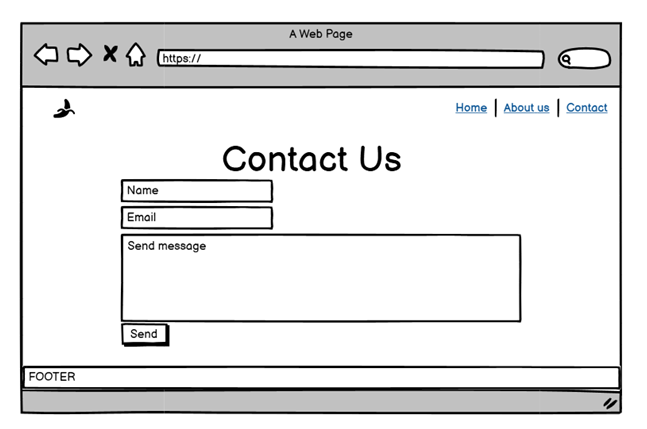 A Web Page
https://
Home About us Contact
Contact Us
Name
Email
Send message
Send
FOOTER